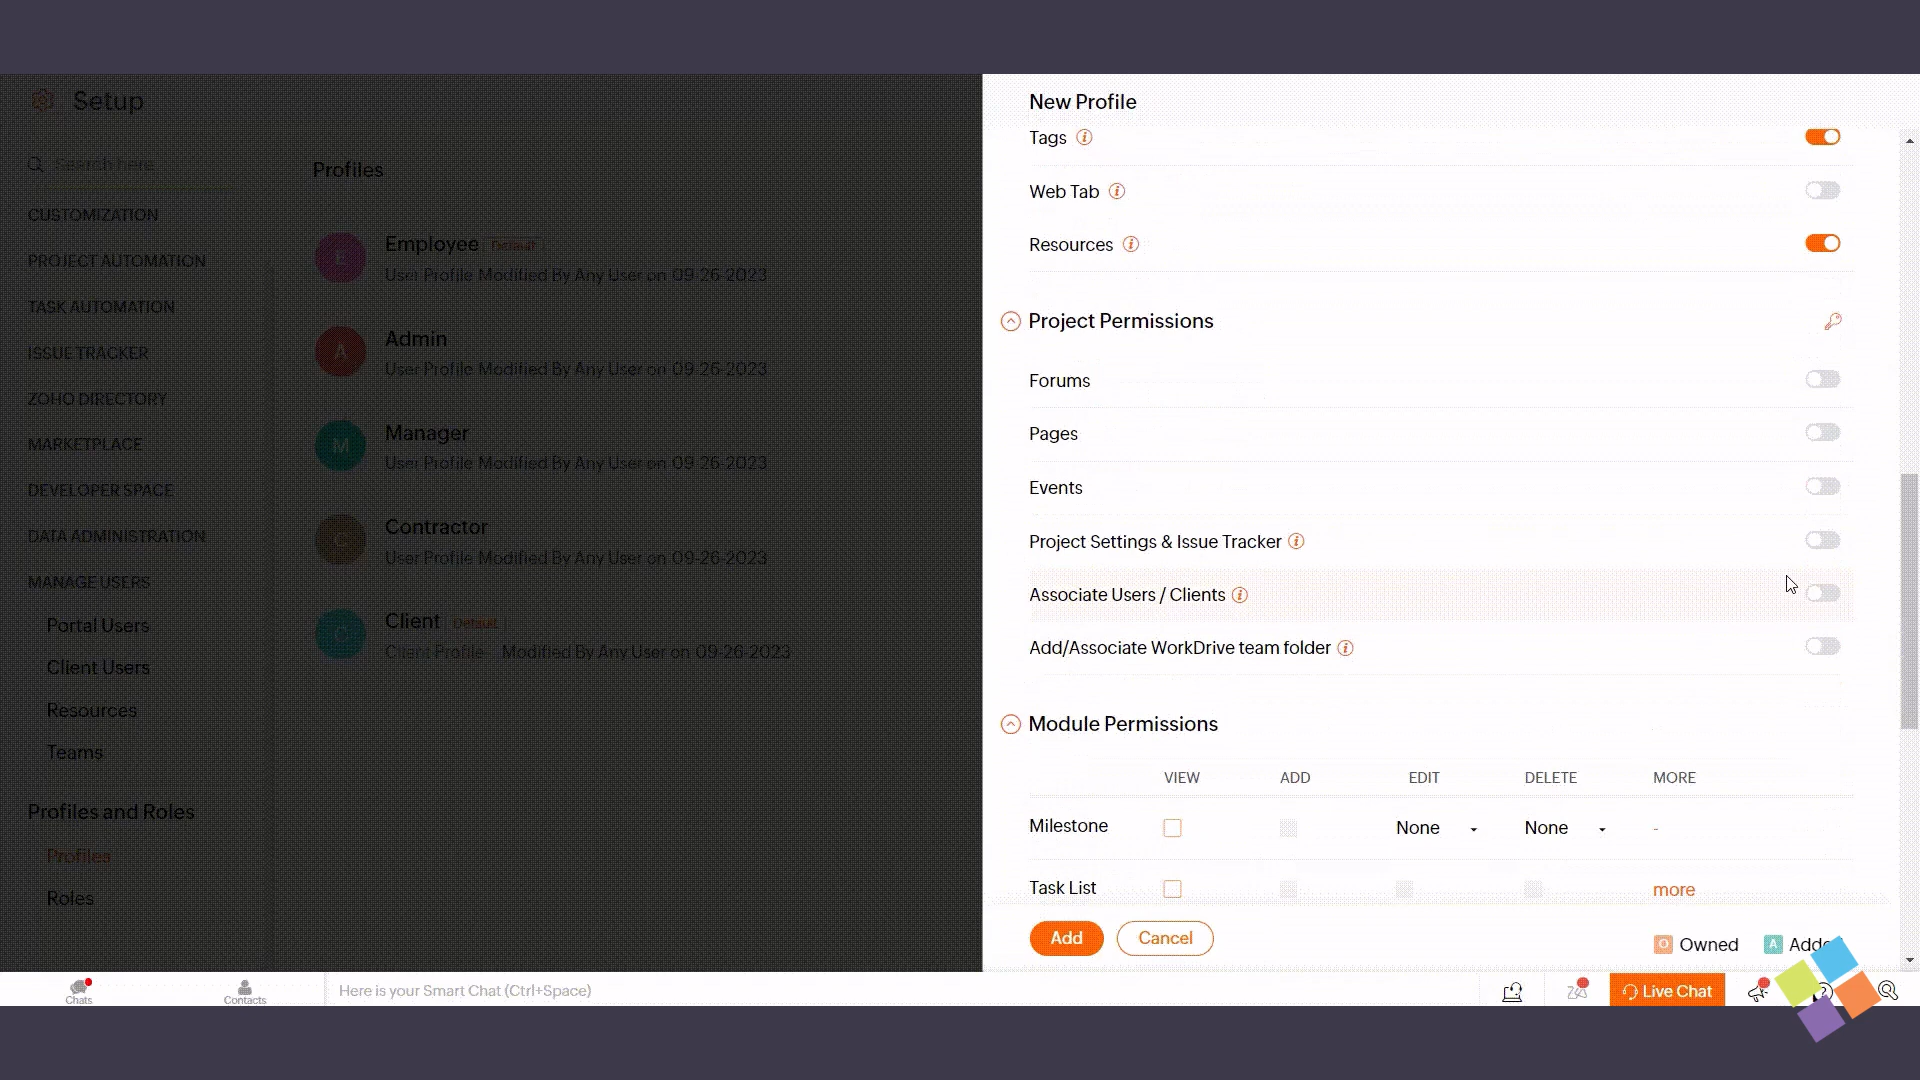 Setup
Search here
CUSTOMIZATION
PROJECT AUTOMATION
TASK AUTOMATION
ISSUE TRACKER
ZOHO DIRECTORY
MARKETPLACE
DEVELOPER SPACE
DATA ADMINISTRATION
MANAGE USERS
Portal Users
Client Users
Resources
Teams
Profiles and Roles
Profiles
Roles
Profiles
E
Employee Default
User Profile Modified By Any User on 09-26-2023
A
Admin
User Profile Modified By Any User on 09-26-2023
M
Manager
User Profile Modified By Any User on 09-26-2023
C
Contractor
User Profile Modified By Any User on 09-26-2023
C
Client Default
Client Profile Modified By Any User on 09-26-2023
New Profile
Tags
Web Tab
Resources
Project Permissions
Forums
Pages
Events
Project Settings & Issue Tracker
Associate Users / Clients
Add/Associate WorkDrive team folder
Module Permissions
VIEW ADD EDIT DELETE MORE
Milestone None None -
Task List more
Add Cancel
O Owned A
Chats
Contacts
Here is your Smart Chat (Ctrl+Space)
Live Chat